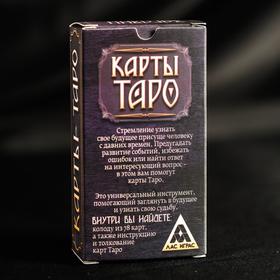 КАРТЫ
ТАРО
Стремление узнать
свое будущее присуще человеку
с давних времен. Предугадать
развитие событий, избежать
ошибок или найти ответ
на интересующий вопрос -
в этом вам помогут
карты Таро.
Это универсальный инструмент,
помогающий заглянуть в будущее
и узнать свою судьбу.
ВНУТРИ ВЫ НАЙДЕТЕ:
колоду из 78 карт,
а также инструкцию
и толкование
карт Таро
ЛАС ИГРАС